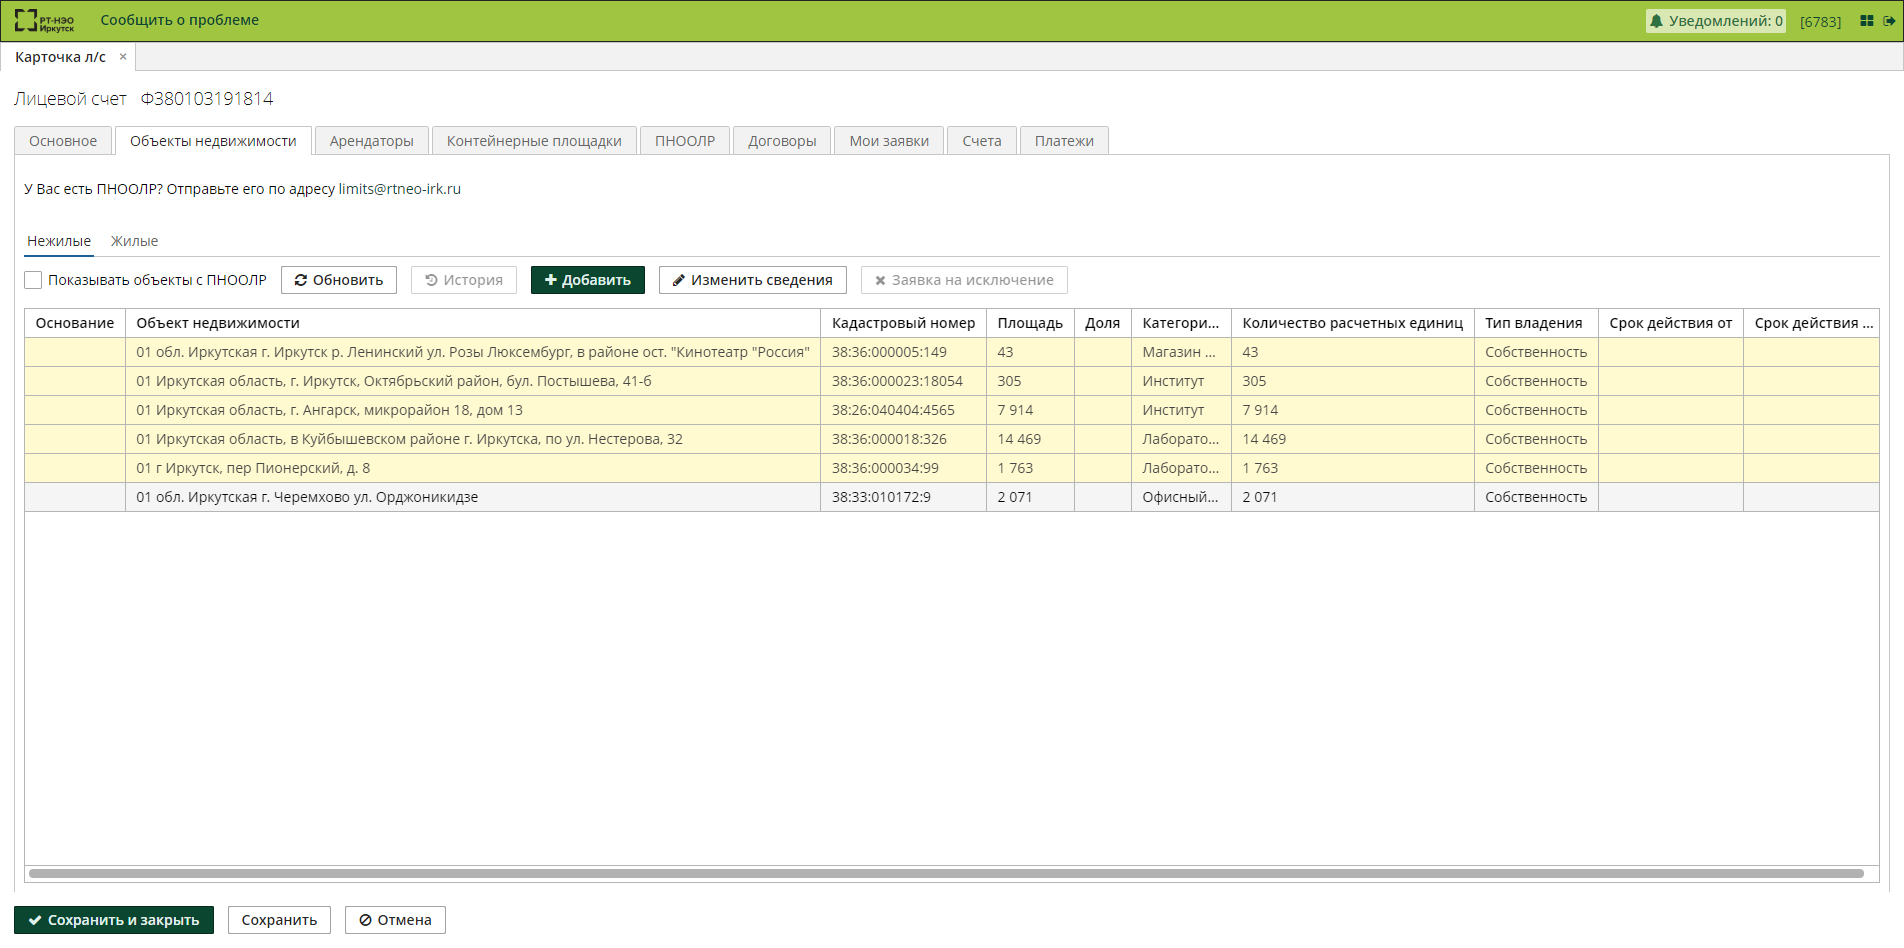 РТ-НЭО Иркутск Сообщить о проблеме Уведомлений: 0 [6783]
Карточка л/с ×
Лицевой счет Ф380103191814
Основное Объекты недвижимости Арендаторы Контейнерные площадки ПНООЛР Договоры Мои заявки Счета Платежи
У Вас есть ПНООЛР? Отправьте его по адресу limits@rtneo-irk.ru
Нежилые Жилые
Показывать объекты с ПНООЛР Обновить История Добавить Изменить сведения Заявка на исключение
Основание Объект недвижимости Кадастровый номер Площадь Доля Категори... Количество расчетных единиц Тип владения Срок действия от Срок действия ...
01 обл. Иркутская г. Иркутск р. Ленинский ул. Розы Люксембург, в районе ост. "Кинотеатр "Россия" 38:36:000005:149 43 Магазин ... 43 Собственность
01 Иркутская область, г. Иркутск, Октябрьский район, бул. Постышева, 41-б 38:36:000023:18054 305 Институт 305 Собственность
01 Иркутская область, г. Ангарск, микрорайон 18, дом 13 38:26:040404:4565 7 914 Институт 7 914 Собственность
01 Иркутская область, в Куйбышевском районе г. Иркутска, по ул. Нестерова, 32 38:36:000018:326 14 469 Лаборато... 14 469 Собственность
01 г Иркутск, пер Пионерский, д. 8 38:36:000034:99 1 763 Лаборато... 1 763 Собственность
01 обл. Иркутская г. Черемхово ул. Орджоникидзе 38:33:010172:9 2 071 Офисный... 2 071 Собственность
Сохранить и закрыть Сохранить Отмена